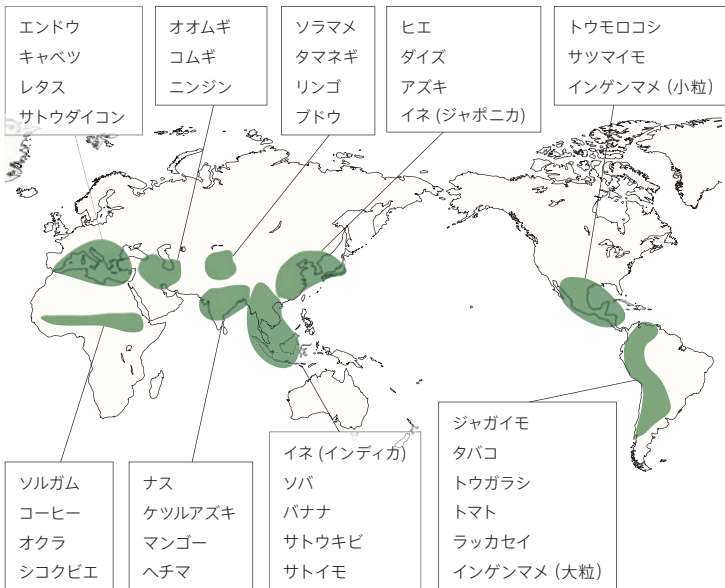 エンドウ
キャベツ
レタス
サトウダイコン
オオムギ
コムギ
ニンジン
ソラマメ
タマネギ
リンゴ
ブドウ
ヒエ
ダイズ
アズキ
イネ (ジャポニカ)
トウモロコシ
サツマイモ
インゲンマメ (小粒)
ソルガム
コーヒー
オクラ
シコクビエ
ナス
ケツルアズキ
マンゴー
ヘチマ
イネ (インディカ)
ソバ
バナナ
サトウキビ
サトイモ
ジャガイモ
タバコ
トウガラシ
トマト
ラッカセイ
インゲンマメ (大粒)